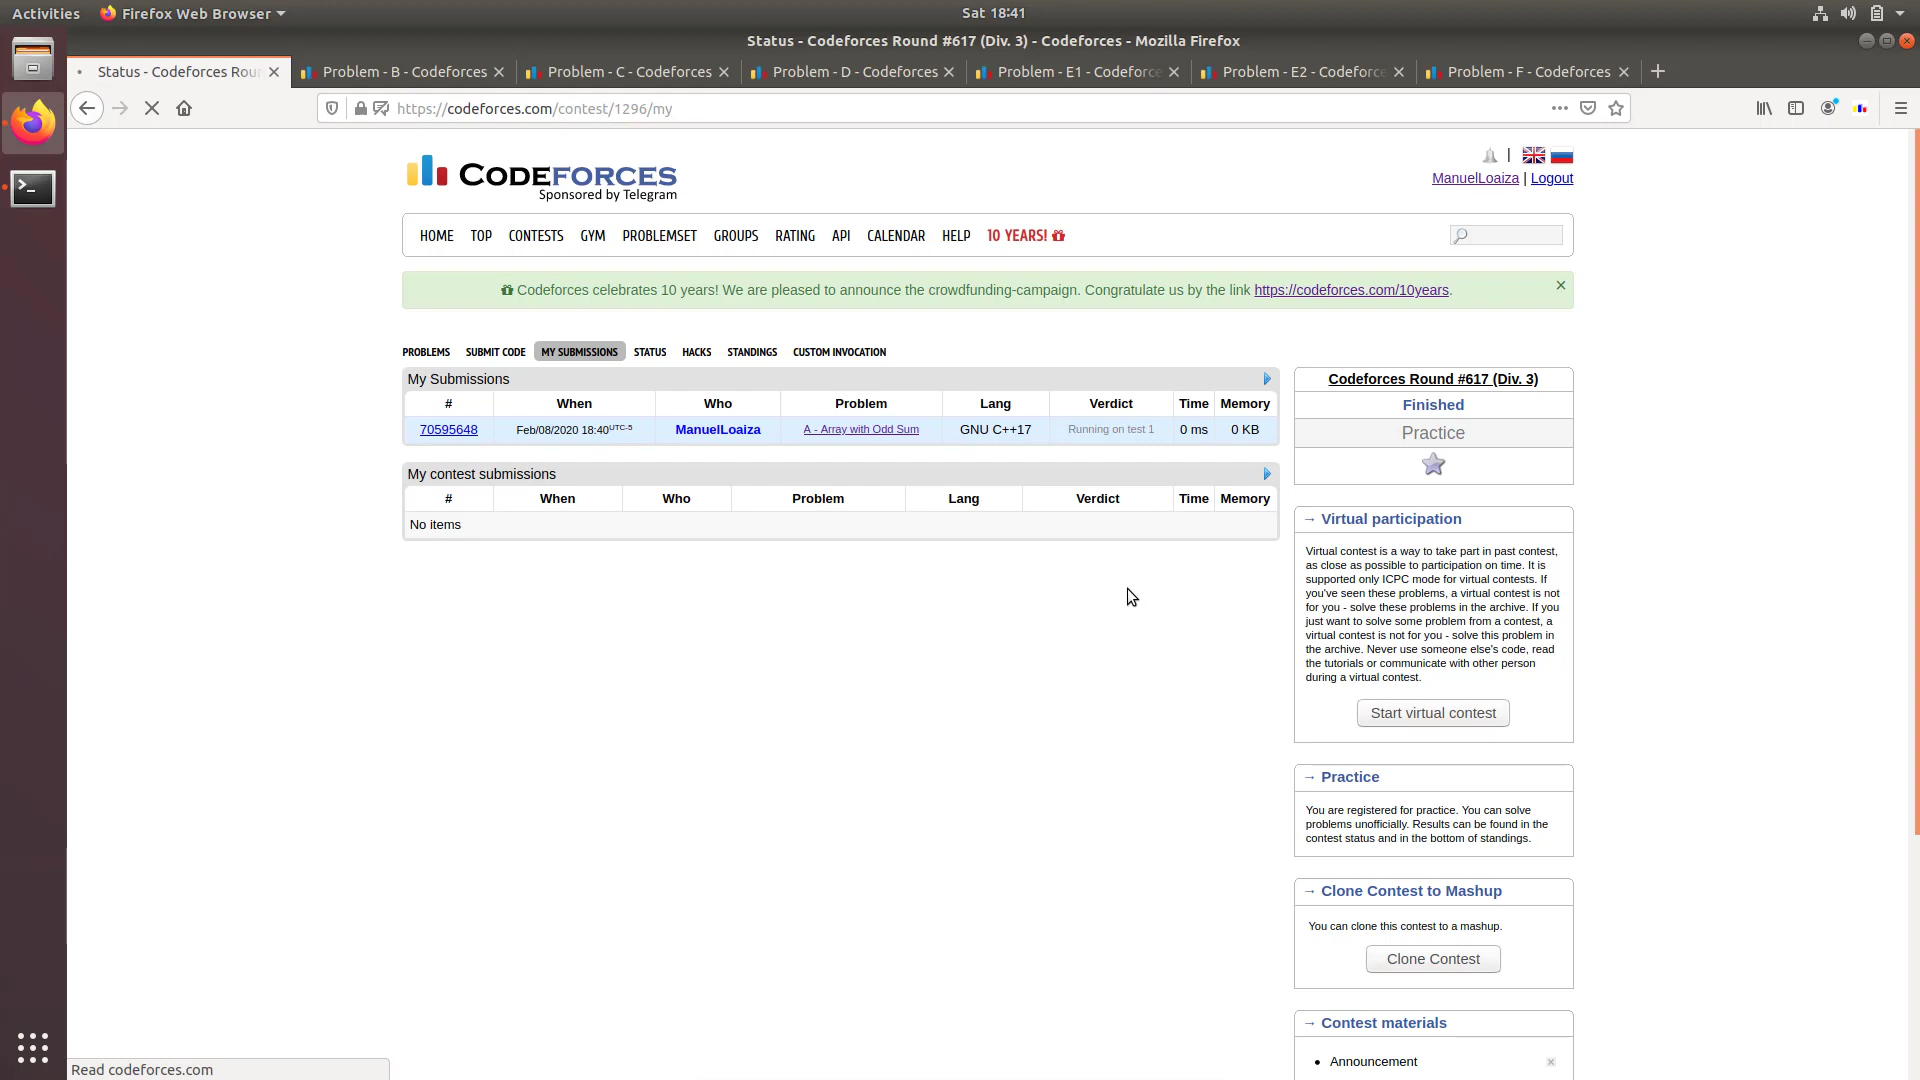 Activities
Firefox Web Browser
Sat 18:41
Status - Codeforces Round #617 (Div. 3) - Codeforces - Mozilla Firefox
Status - Codeforces Rou
Problem - B - Codeforces
Problem - C - Codeforces
Problem - D - Codeforces
Problem - E1 - Codeforce
Problem - E2 - Codeforce
Problem - F - Codeforces
https://codeforces.com/contest/1296/my
CODEFORCES
Sponsored by Telegram
|
ManuelLoaiza | Logout
HOME TOP CONTESTS GYM PROBLEMSET GROUPS RATING API CALENDAR HELP 10 YEARS!
Codeforces celebrates 10 years! We are pleased to announce the crowdfunding-campaign. Congratulate us by the link https://codeforces.com/10years.
PROBLEMS SUBMIT CODE MY SUBMISSIONS STATUS HACKS STANDINGS CUSTOM INVOCATION
My Submissions
# When Who Problem Lang Verdict Time Memory
70595648 Feb/08/2020 18:40UTC-5 ManuelLoaiza A - Array with Odd Sum GNU C++17 Running on test 1 0 ms 0 KB
My contest submissions
# When Who Problem Lang Verdict Time Memory
No items
Codeforces Round #617 (Div. 3)
Finished
Practice
→ Virtual participation
Virtual contest is a way to take part in past contest,
as close as possible to participation on time. It is
supported only ICPC mode for virtual contests. If
you've seen these problems, a virtual contest is not
for you - solve these problems in the archive. If you
just want to solve some problem from a contest, a
virtual contest is not for you - solve this problem in
the archive. Never use someone else's code, read
the tutorials or communicate with other person
during a virtual contest.
Start virtual contest
→ Practice
You are registered for practice. You can solve
problems unofficially. Results can be found in the
contest status and in the bottom of standings.
→ Clone Contest to Mashup
You can clone this contest to a mashup.
Clone Contest
→ Contest materials
• Announcement
Read codeforces.com